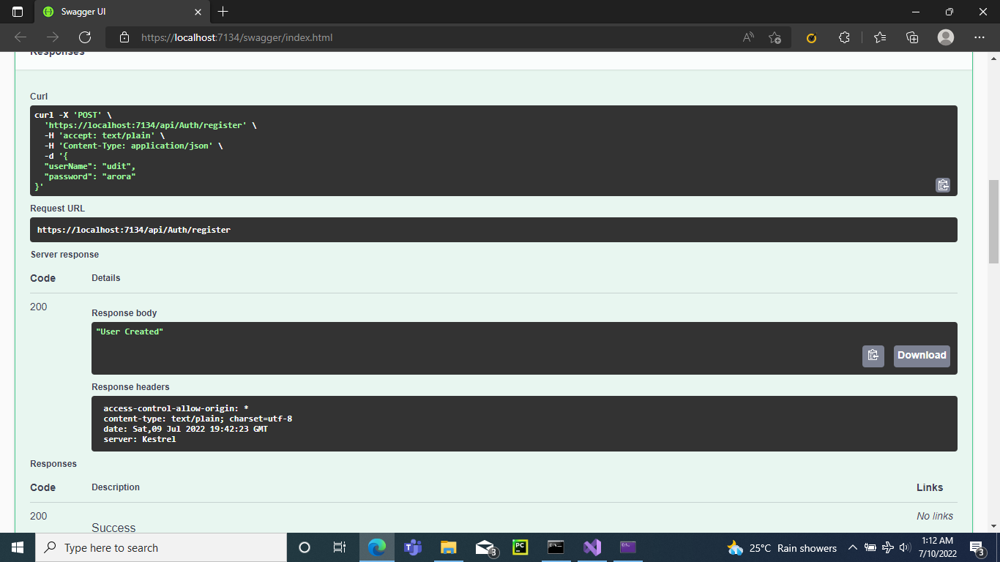 Swagger UI
https://localhost:7134/swagger/index.html
Responses
Curl
curl -X 'POST' \
'https://localhost:7134/api/Auth/register' \
-H 'accept: text/plain' \
-H 'Content-Type: application/json' \
-d '{
"userName": "udit",
"password": "arora"
}'
Request URL
https://localhost:7134/api/Auth/register
Server response
Code Details
200
Response body
"User Created"
Download
Response headers
access-control-allow-origin: *
content-type: text/plain; charset=utf-8
date: Sat,09 Jul 2022 19:42:23 GMT
server: Kestrel
Responses
Code Description Links
200 No links
Success
Type here to search
3
PC
25°C Rain showers
1:12 AM
7/10/2022
3